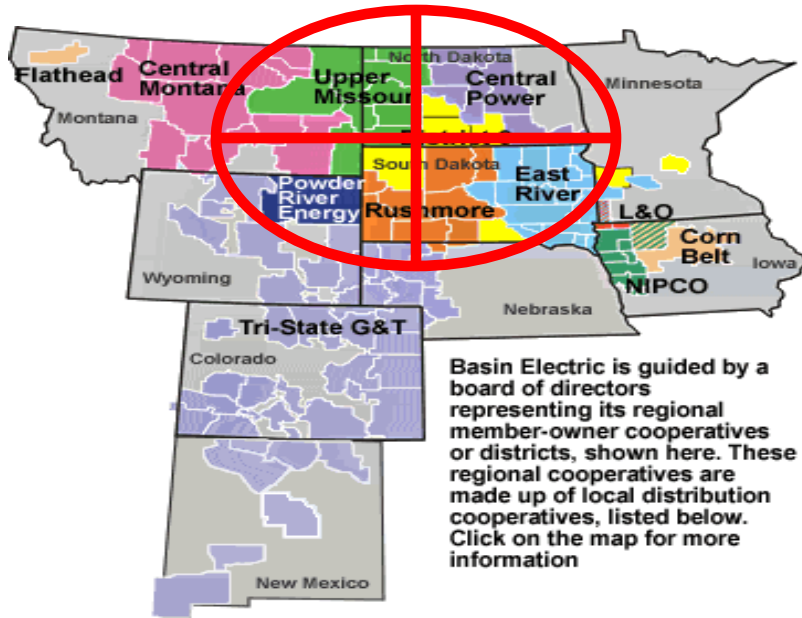 Flathead
Central
Montana
Montana
Upper
Missour
North Dakota
Central
Power
Minnesota
South Dakota
Powder
River
Energy
Rushmore
East
River
L&O
Corn
Belt
Iowa
NIPCO
Wyoming
Nebraska
Tri-State G&T
Colorado
New Mexico
Basin Electric is guided by a
board of directors
representing its regional
member-owner cooperatives
or districts, shown here. These
regional cooperatives are
made up of local distribution
cooperatives, listed below.
Click on the map for more
information